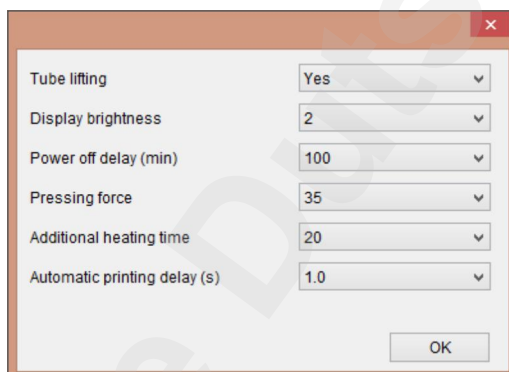 Tube lifting Yes
Display brightness 2
Power off delay (min) 100
Pressing force 35
Additional heating time 20
Automatic printing delay (s) 1.0
OK